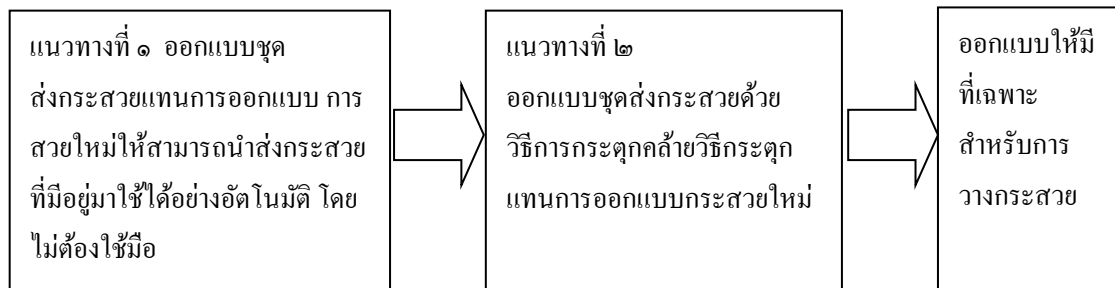 แนวทางที่ ๑ ออกแบบชุด
ส่งกระสวยแทนการออกแบบ การ
สวยใหม่ให้สามารถนำส่งกระสวย
ที่มีอยู่มาใช้ได้อย่างอัตโนมัติ โดย
ไม่ต้องใช้มือ
แนวทางที่ ๒
ออกแบบชุดส่งกระสวยด้วย
วิธีการกระตุกคล้ายวิธีกระตุก
แทนการออกแบบกระสวยใหม่
ออกแบบให้มี
ที่เฉพาะ
สำหรับการ
วางกระสวย